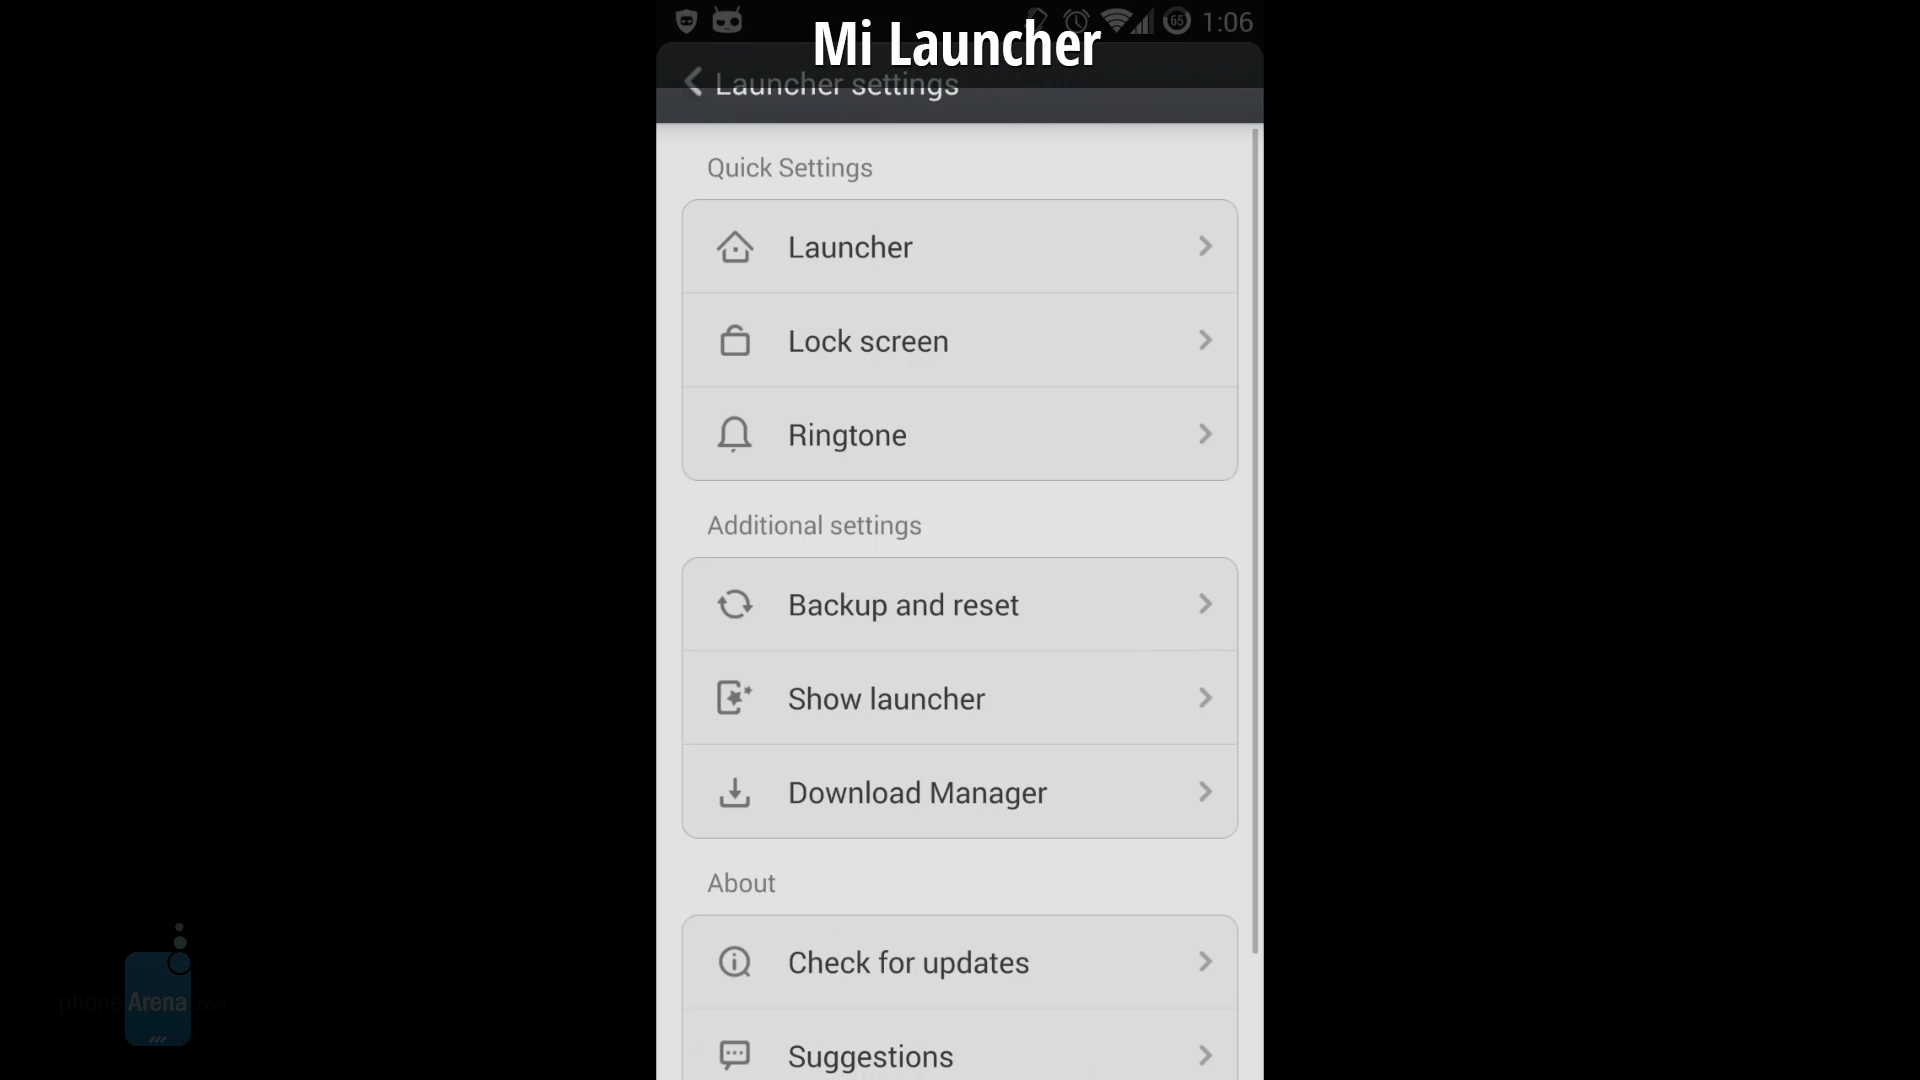 65 1:06
Mi Launcher
Launcher settings
Quick Settings
Launcher
Lock screen
Ringtone
Additional settings
Backup and reset
Show launcher
Download Manager
About
Check for updates
phoneArena.com
Suggestions